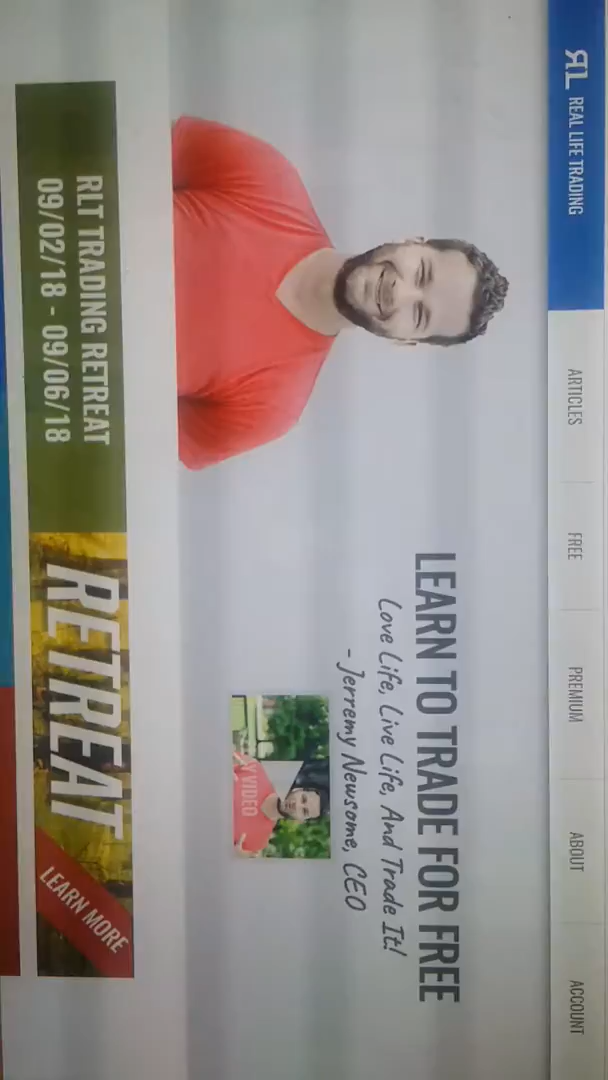 RL REAL LIFE TRADING
ARTICLES
FREE
PREMIUM
ABOUT
ACCOUNT
LEARN TO TRADE FOR FREE
Love Life, Live Life, And Trade It!
- Jerremy Newsome, CEO
Y VIDEO
RLT TRADING RETREAT
09/02/18 - 09/06/18
RETREAT
LEARN MORE